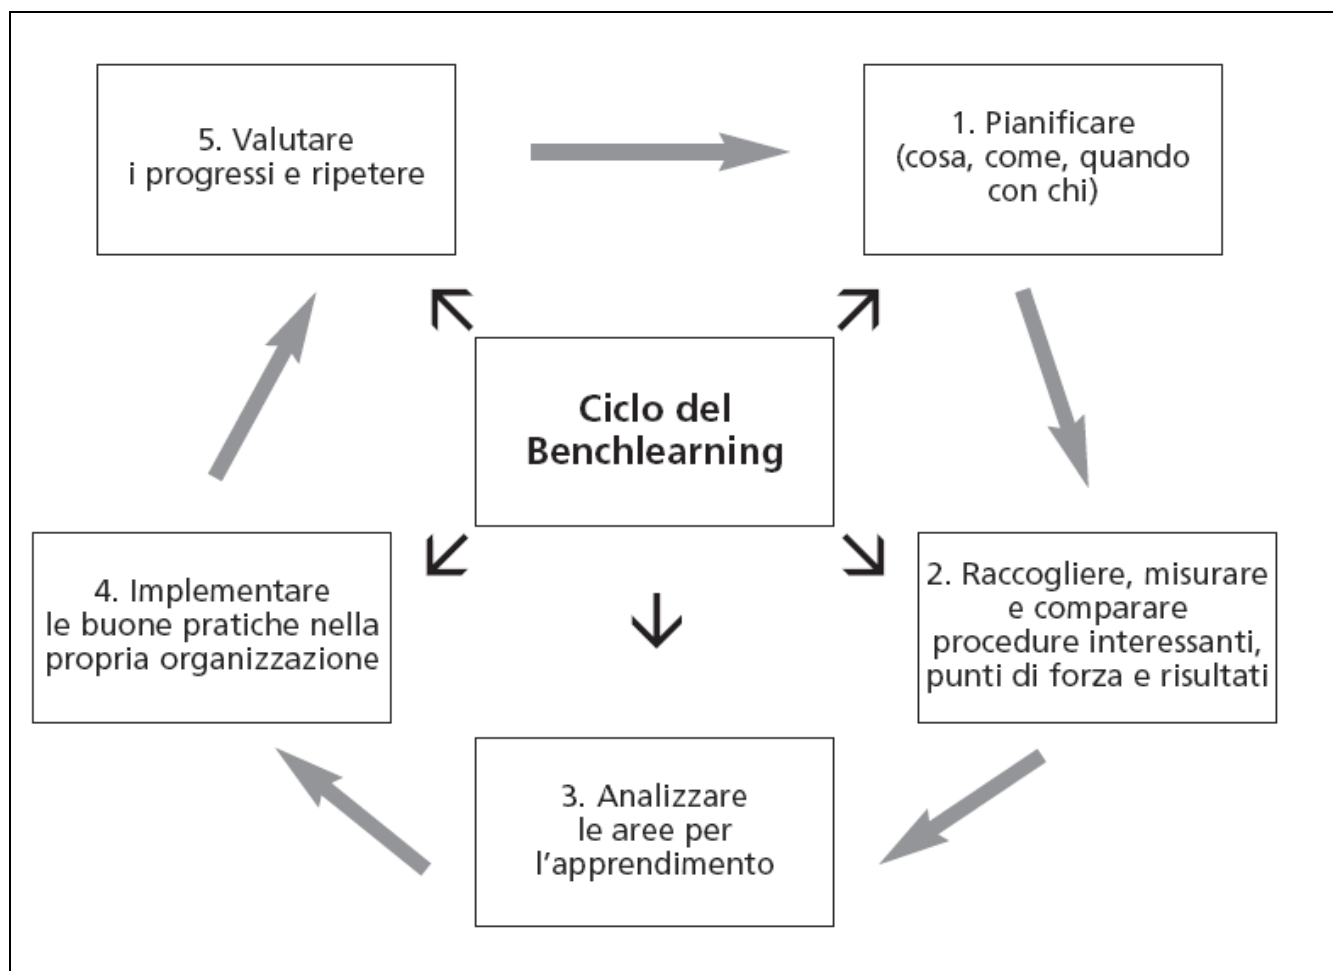 Ciclo del
Benchlearning
1. Pianificare
(cosa, come, quando
con chi)
2. Raccogliere, misurare
e comparare
procedure interessanti,
punti di forza e risultati
3. Analizzare
le aree per
l'apprendimento
4. Implementare
le buone pratiche nella
propria organizzazione
5. Valutare
i progressi e ripetere